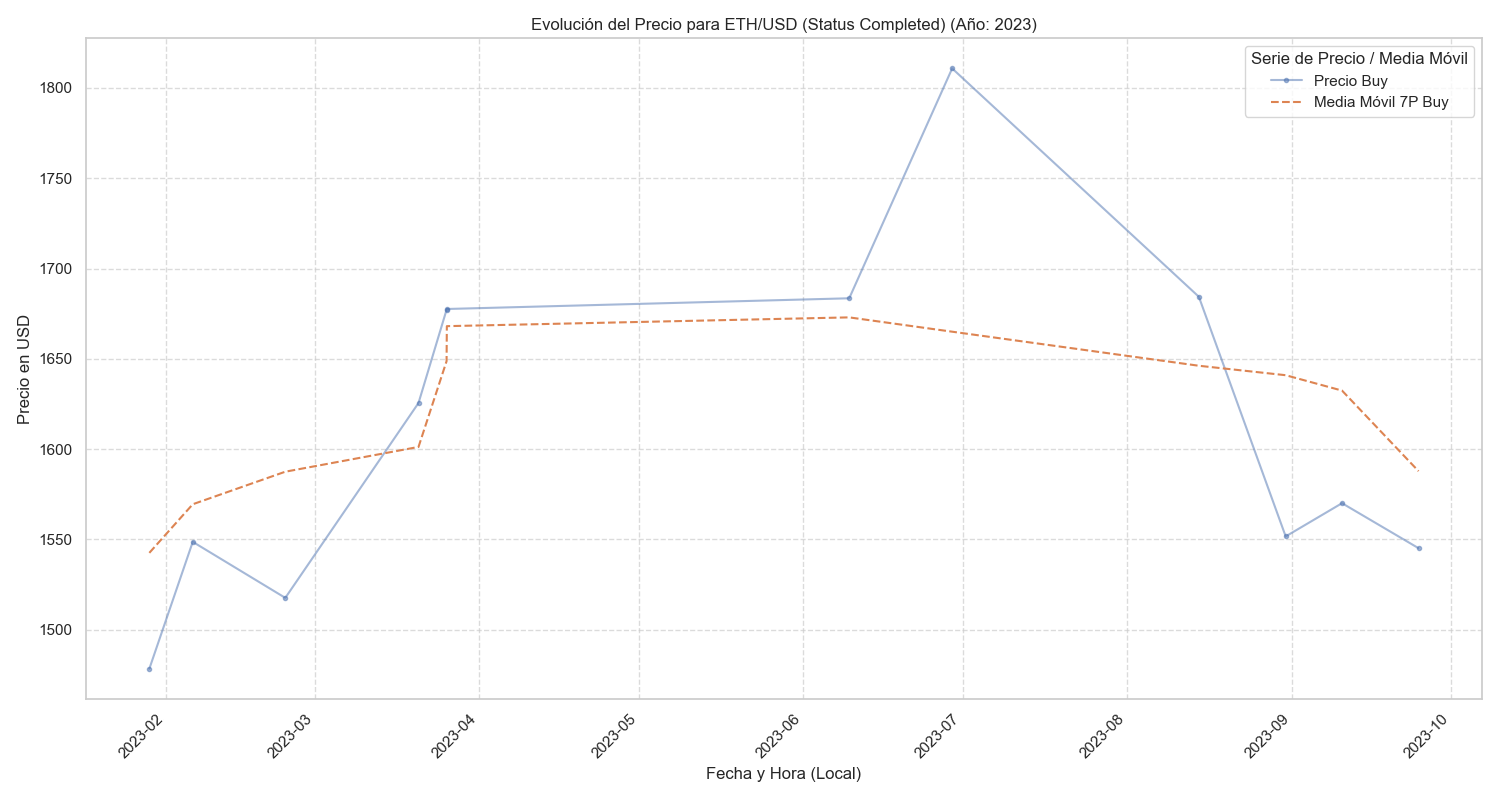 Evolución del Precio para ETH/USD (Status Completed) (Año: 2023)
Serie de Precio / Media Móvil
Precio Buy
Media Móvil 7P Buy
Precio en USD
1800
1750
1700
1650
1600
1550
1500
2023-02
2023-03
2023-04
2023-05
2023-06
2023-07
2023-08
2023-09
2023-10
Fecha y Hora (Local)